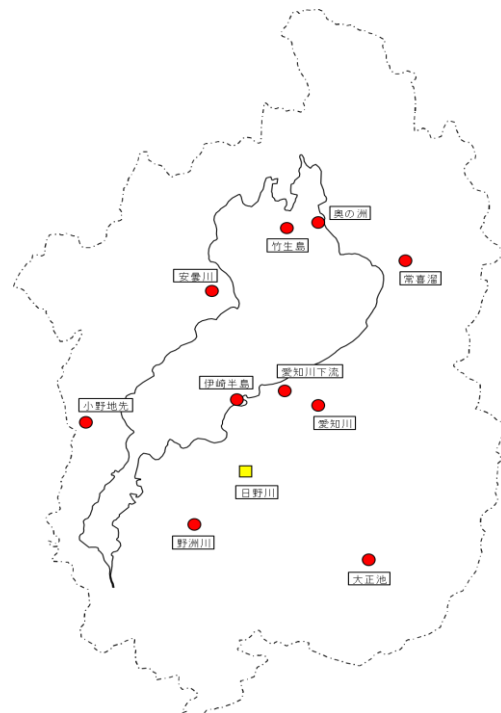 奥の洲
竹生島
常喜溜
安曇川
愛知川下流
伊崎半島
小野地先
愛知川
日野川
野洲川
大正池